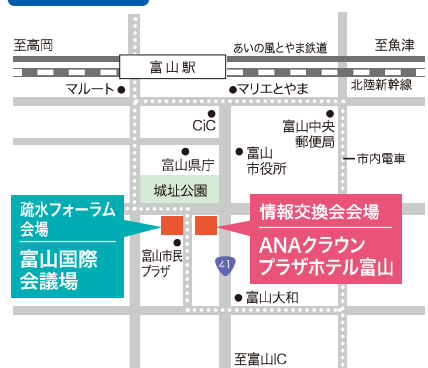 至高岡
富山駅
あいの風とやま鉄道
至魚津
マルート
マリエとやま
北陸新幹線
CiC
富山中央
郵便局
富山県庁
富山
市役所
市内電車
城址公園
疏水フォーラム
会場
富山国際
会議場
富山市民
プラザ
情報交換会会場
ANAクラウン
プラザホテル富山
41
富山大和
至富山IC